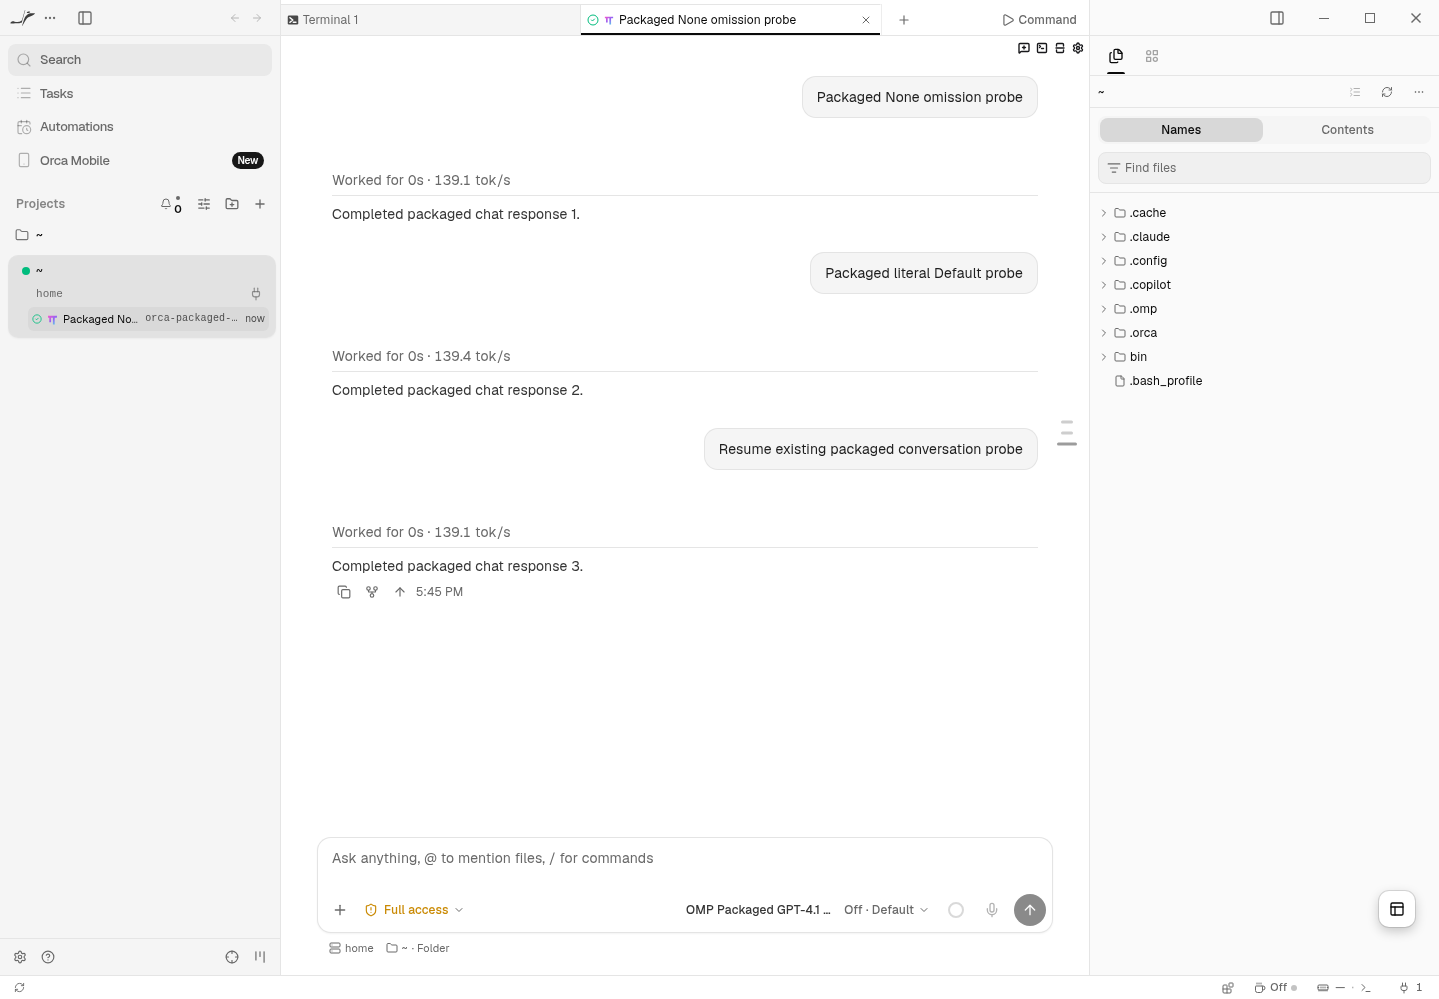 Terminal 1
Packaged None omission probe
Command
Search
Tasks
Automations
Orca Mobile
New
Projects
0
~
~
home
Packaged No…
orca-packaged-…
now
Packaged None omission probe
Worked for 0s · 139.1 tok/s
Completed packaged chat response 1.
Packaged literal Default probe
Worked for 0s · 139.4 tok/s
Completed packaged chat response 2.
Resume existing packaged conversation probe
Worked for 0s · 139.1 tok/s
Completed packaged chat response 3.
5:45 PM
Ask anything, @ to mention files, / for commands
Full access
OMP Packaged GPT-4.1 …
Off · Default
home
~ · Folder
~
Names
Contents
Find files
.cache
.claude
.config
.copilot
.omp
.orca
bin
.bash_profile
Off
— ·
1